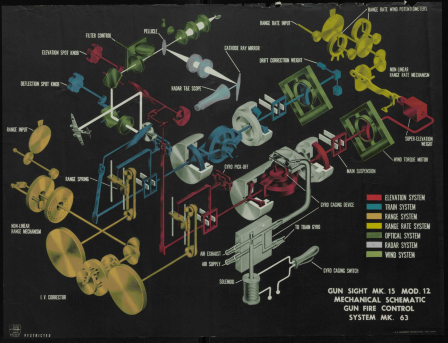 RATE RATE WIND POTENTIOMETERS
RANGE RATE INPUT
PELLICLE
FILTER CONTROL
CATHODE RAY MIRROR
ELEVATION SPOT KNOB
DRIFT CORRECTION WEIGHT
NON-LINEAR
RANGE RATE MECHANISM
DEFLECTION SPOT KNOB
RADAR TILE SCOPE
RANGE INPUT
SUPER-ELEVATION
WEIGHT
WIND TORQUE MOTOR
GYRO PICK-OFF
MAIN SUSPENSION
RANGE SPRING
ELEVATION SYSTEM
TRAIN SYSTEM
RANGE SYSTEM
RANGE RATE SYSTEM
OPTICAL SYSTEM
RADAR SYSTEM
WIND SYSTEM
GYRO CAGING DEVICE
NON-LINEAR
RANGE MECHANISM
TO TRAIN GYRO
AIR EXHAUST
AIR SUPPLY
GYRO CAGING SWITCH
SOLENOID
I.V. CORRECTOR
GUN SIGHT MK. 15 MOD. 12
MECHANICAL SCHEMATIC
GUN FIRE CONTROL
SYSTEM MK. 63
RESTRICTED